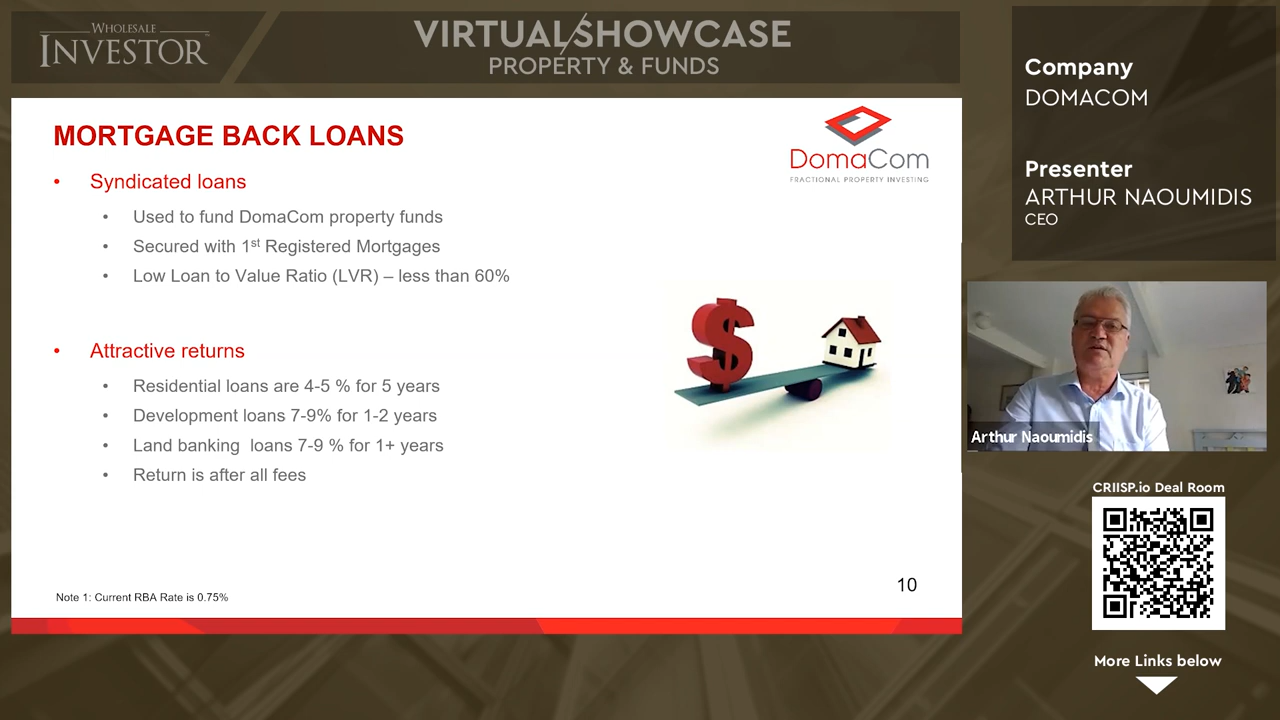 WHOLESALE
INVESTOR
VIRTUAL/SHOWCASE
PROPERTY & FUNDS
Company
DOMACOM
Presenter
ARTHUR NAOUMIDIS
CEO
MORTGAGE BACK LOANS
DomaCom
FRACTIONAL PROPERTY INVESTING
• Syndicated loans
• Used to fund DomaCom property funds
• Secured with 1st Registered Mortgages
• Low Loan to Value Ratio (LVR) – less than 60%
• Attractive returns
• Residential loans are 4-5 % for 5 years
• Development loans 7-9% for 1-2 years
• Land banking  loans 7-9 % for 1+ years
• Return is after all fees
$
Note 1: Current RBA Rate is 0.75%
10
Arthur Naoumidis
CRIISP.io Deal Room
More Links below